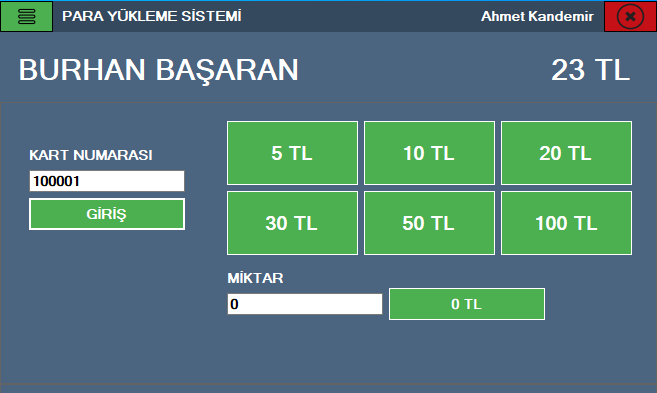 PARA YÜKLEME SİSTEMİ Ahmet Kandemir
BURHAN BAŞARAN 23 TL
KART NUMARASI
100001
GİRİŞ
5 TL 10 TL 20 TL
30 TL 50 TL 100 TL
MİKTAR
0 0 TL